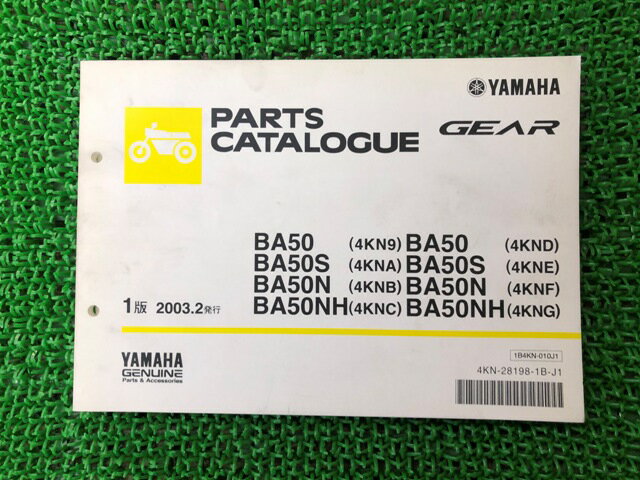 YAMAHA
PARTS CATALOGUE
GEAR
BA50 (4KN9) BA50 (4KND)
BA50S (4KNA) BA50S (4KNE)
BA50N (4KNB) BA50N (4KNF)
BA50NH (4KNC) BA50NH (4KNG)
1版 2003.2発行
1B4KN-010J1
4KN-28198-1B-J1
YAMAHA
GENUINE
Parts & Accessories